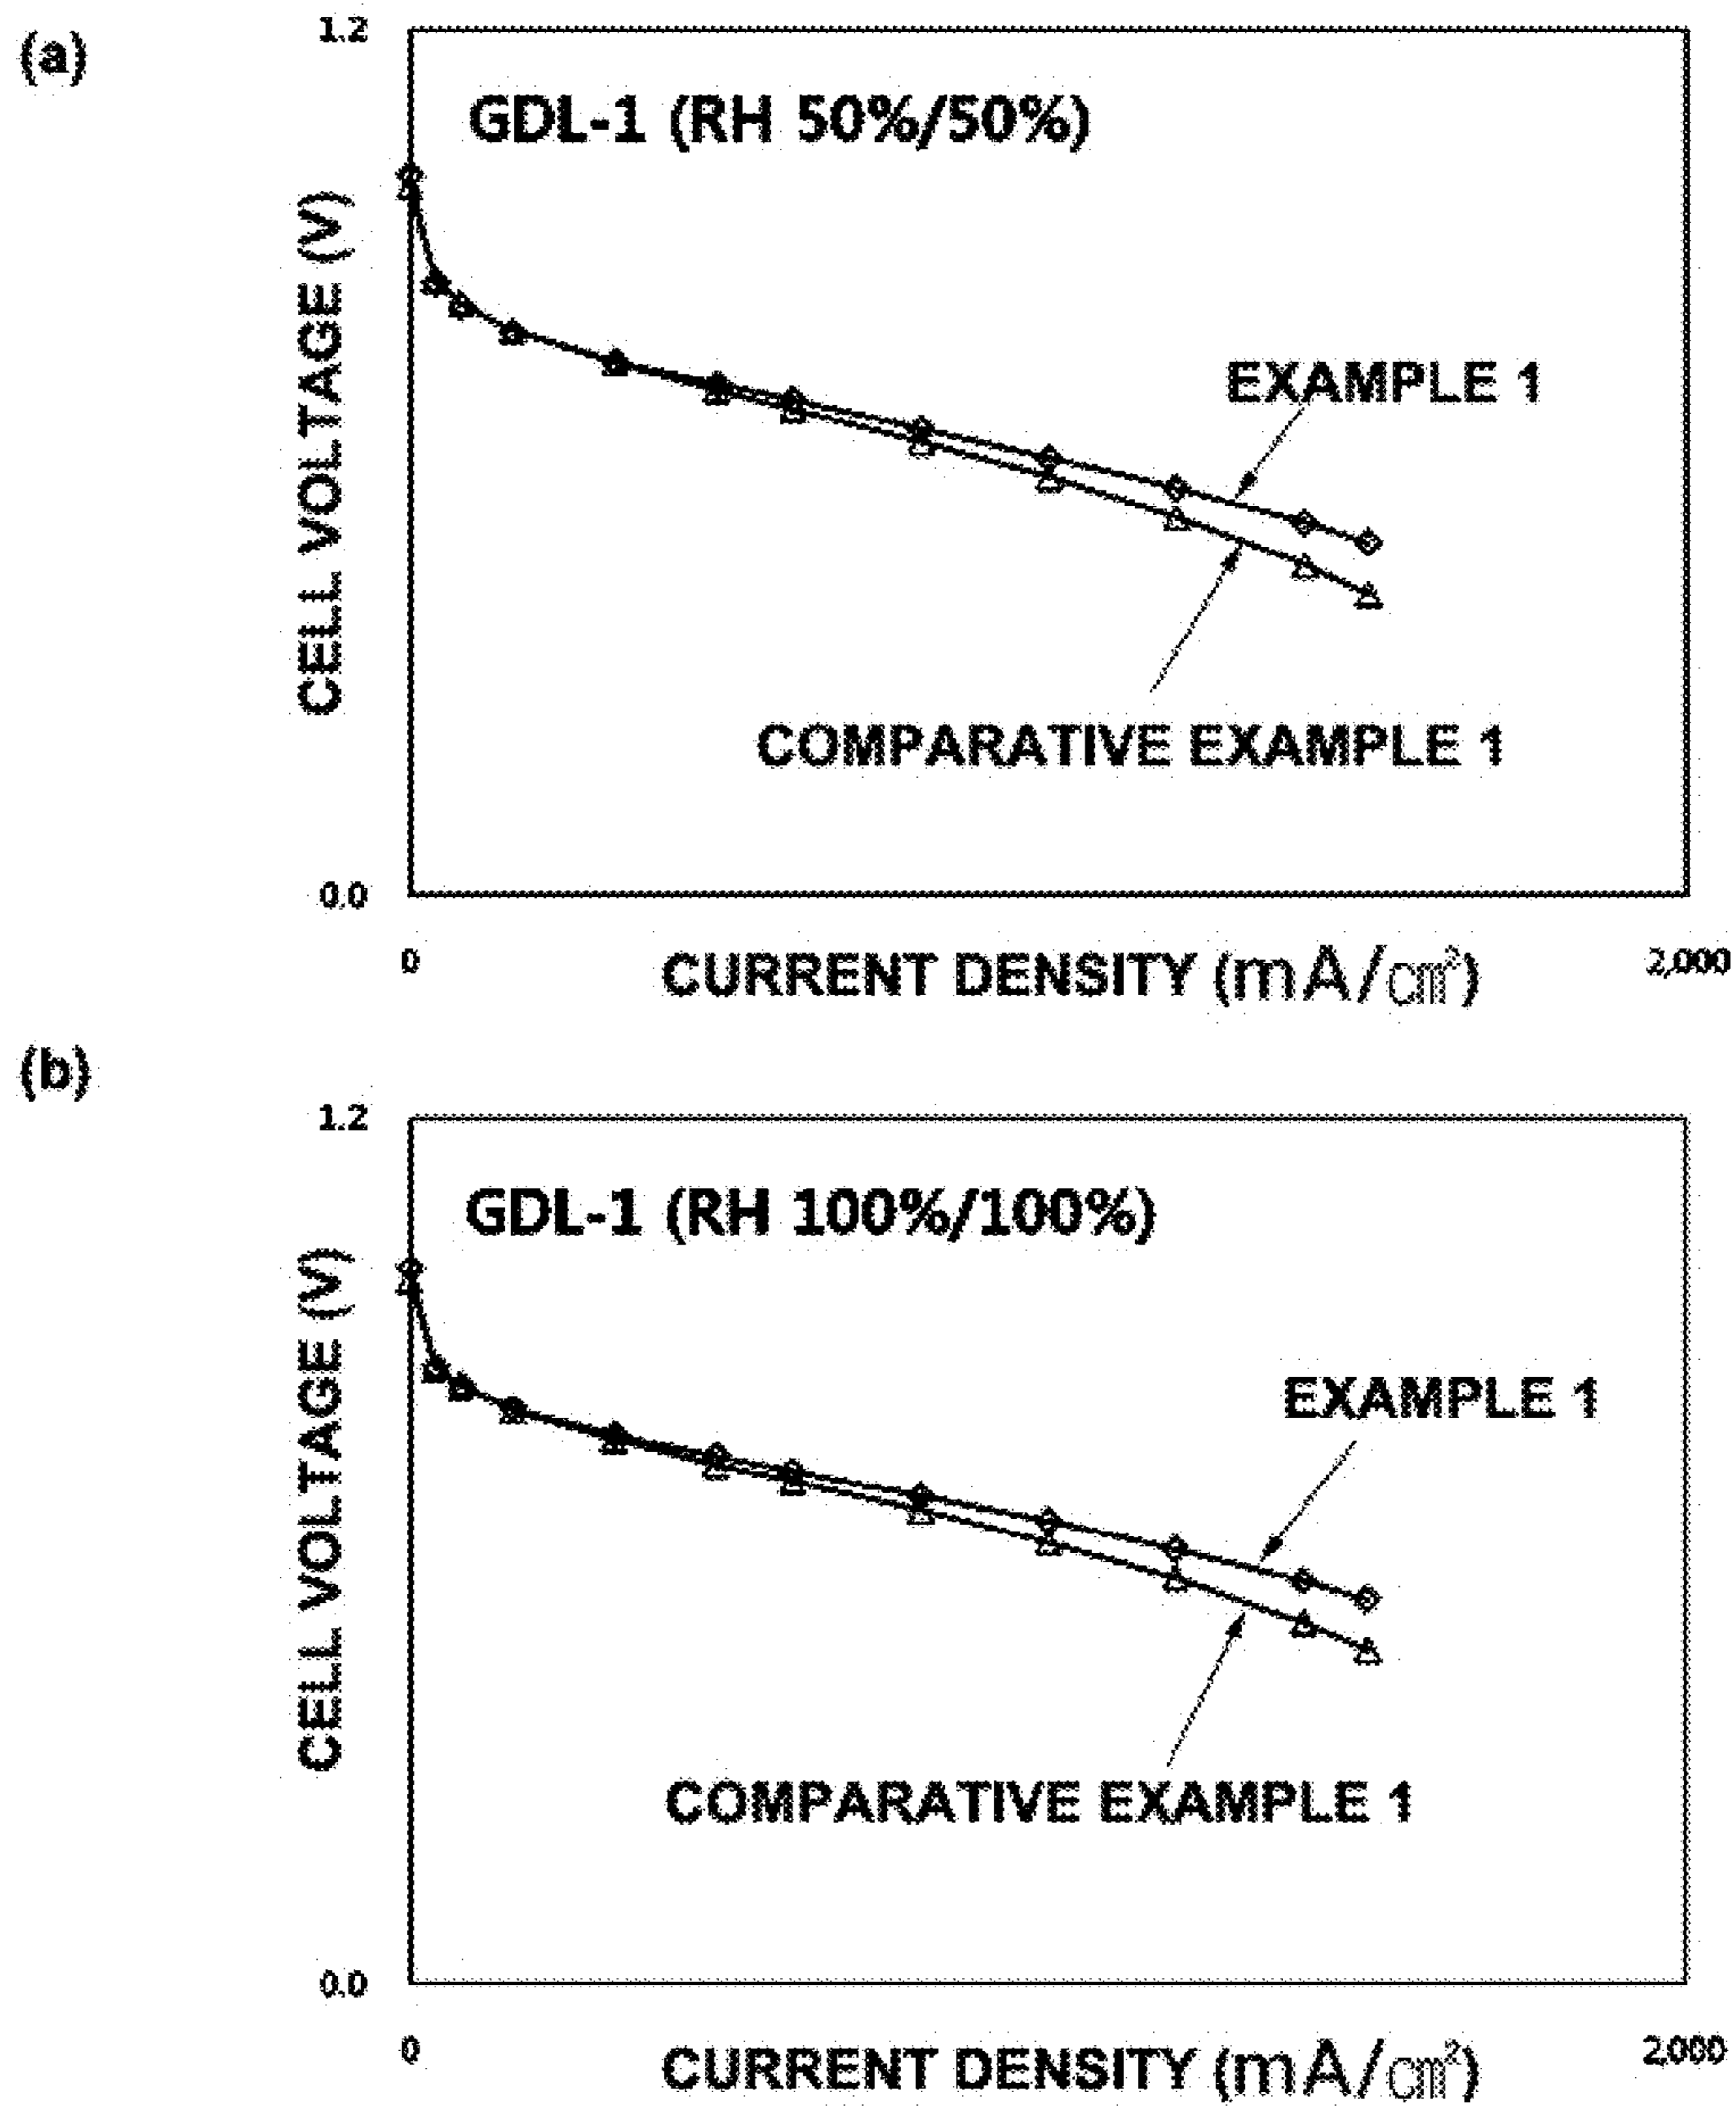 (a)
1.2
GDL-1 (RH 50%/50%)
CELL VOLTAGE (V)
EXAMPLE 1
COMPARATIVE EXAMPLE 1
0.0
0
CURRENT DENSITY (mA/㎠)
2,000
(b)
1.2
GDL-1 (RH 100%/100%)
CELL VOLTAGE (V)
EXAMPLE 1
COMPARATIVE EXAMPLE 1
0.0
0
CURRENT DENSITY (mA/㎠)
2,000